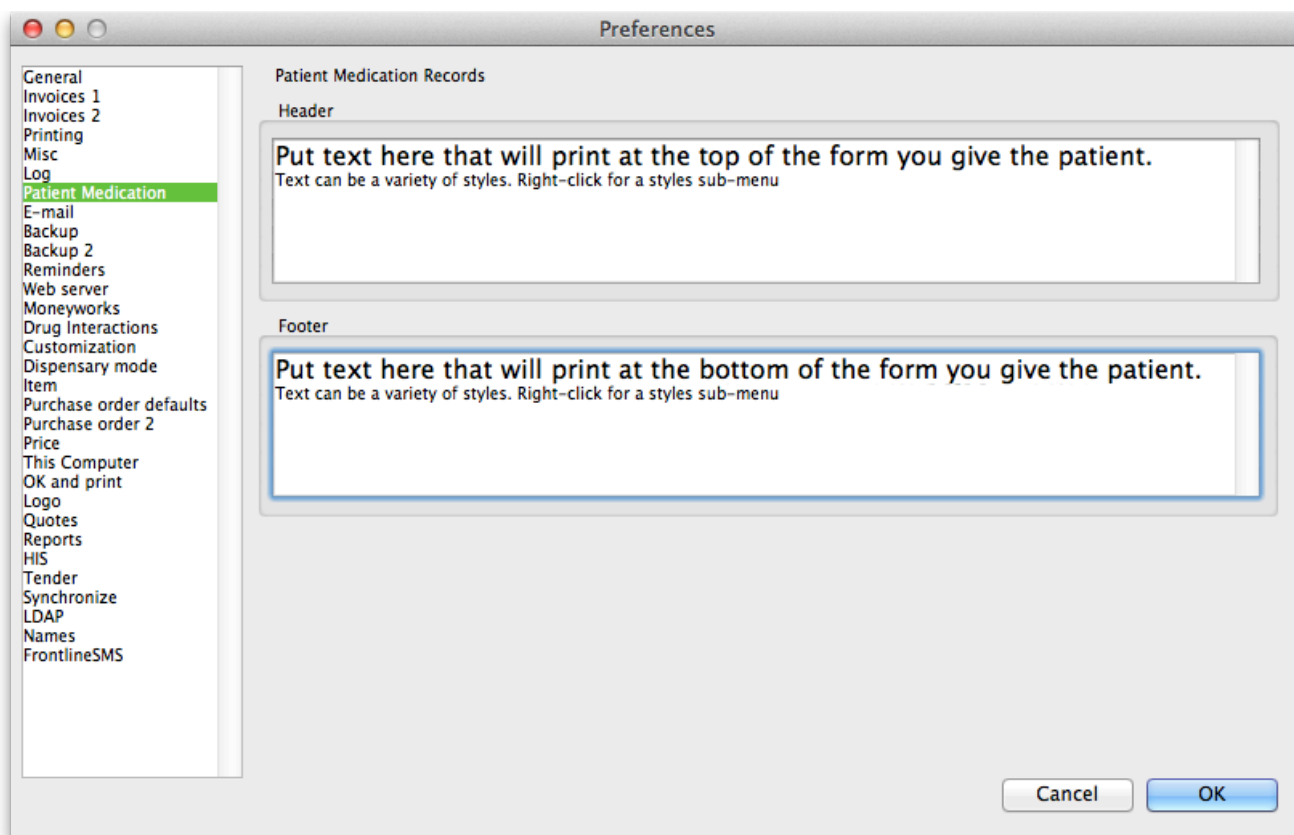 Preferences
General
Invoices 1
Invoices 2
Printing
Misc
Log
Patient Medication
E-mail
Backup
Backup 2
Reminders
Web server
Moneyworks
Drug Interactions
Customization
Dispensary mode
Item
Purchase order defaults
Purchase order 2
Price
This Computer
OK and print
Logo
Quotes
Reports
HIS
Tender
Synchronize
LDAP
Names
FrontlineSMS
Patient Medication Records
Header
Put text here that will print at the top of the form you give the patient.
Text can be a variety of styles. Right-click for a styles sub-menu
Footer
Put text here that will print at the bottom of the form you give the patient.
Text can be a variety of styles. Right-click for a styles sub-menu
Cancel
OK